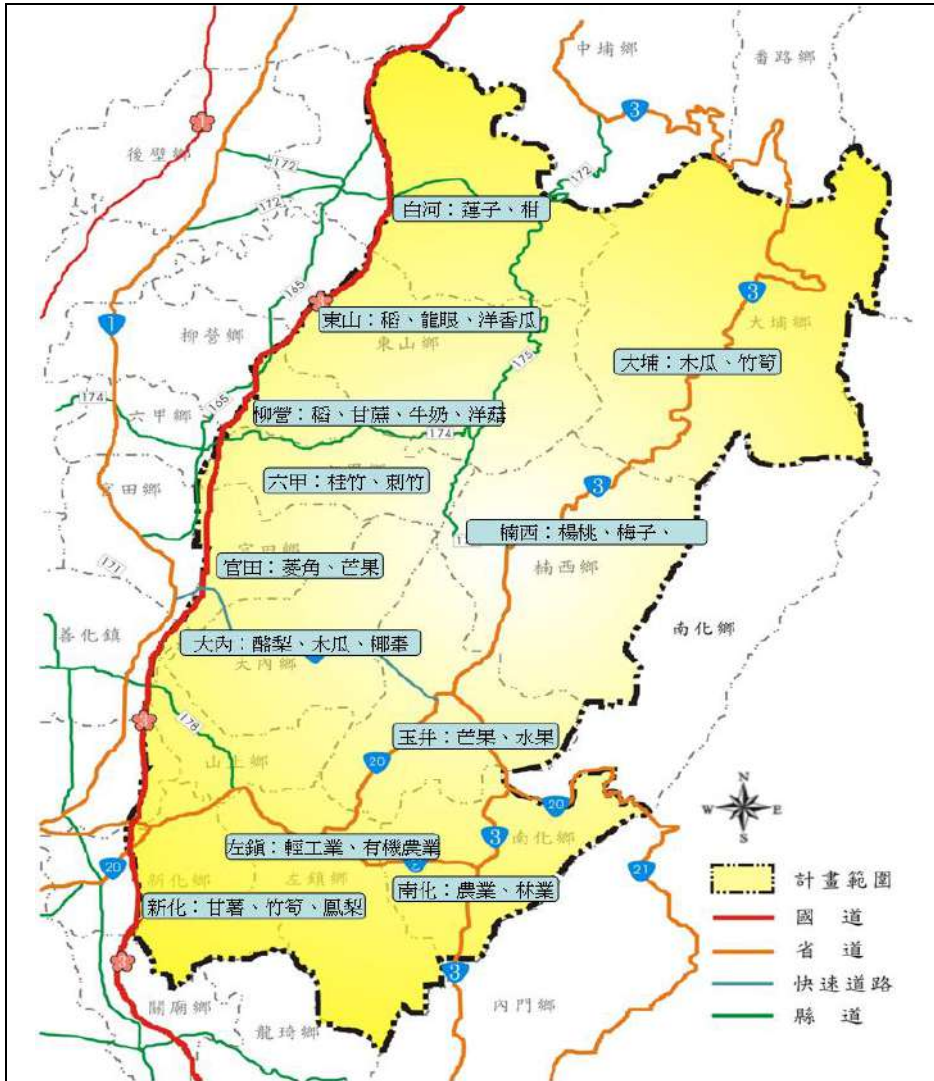 中埔鄉
番路鄉
3
1
後壁鄉
172
172
172
白河：蓮子、柑
165
3
東山：稻、龍眼、洋香瓜
東山鄉
1
柳營鄉
175
大埔鄉
大埔：木瓜、竹筍
174
165
六甲鄉
柳營：稻、甘蔗、牛奶、洋菇
174
六甲：桂竹、刺竹
3
官田鄉
楠西：楊桃、梅子、
官田鄉
官田：菱角、芒果
楠西鄉
171
善化鎮
南化鄉
大內：酪梨、木瓜、椰棗
大內鄉
3
178
玉井：芒果、水果
山上鄉
20
20
N
W
E
S
左鎮：輕工業、有機農業
3
南化鄉
20
新化鄉
左鎮鄉
南化：農業、林業
21
計畫範圍
新化：甘薯、竹筍、鳳梨
國道
省道
3
3
快速道路
關廟鄉
內門鄉
縣道
龍琦鄉